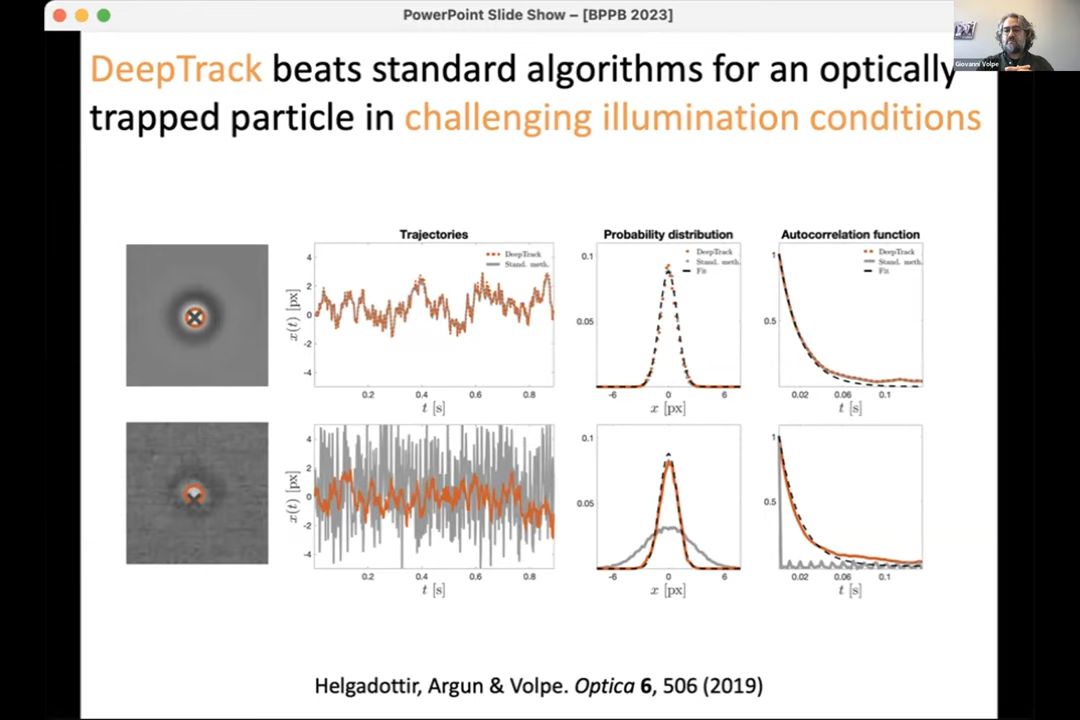 PowerPoint Slide Show – [BPPB 2023]
Giovanni Volpe
DeepTrack beats standard algorithms for an optically
trapped particle in challenging illumination conditions
Trajectories
Probability distribution
Autocorrelation function
DeepTrack
Stand. meth.
4
2
0
-2
-4
x(t) [px]
0.2 0.4 0.6 0.8
t [s]
DeepTrack
Stand. meth.
Fit
0.1
0.05
-6 0 6
x [px]
DeepTrack
Stand. meth.
Fit
1
0.5
0.02 0.06 0.1
t [s]
4
2
0
-2
-4
x(t) [px]
0.2 0.4 0.6 0.8
t [s]
0.1
0.05
-6 0 6
x [px]
1
0.5
0.02 0.06 0.1
t [s]
Helgadottir, Argun & Volpe. Optica 6, 506 (2019)